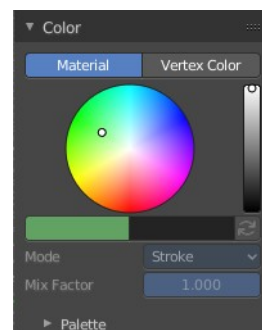 Color
Material Vertex Color
Mode Stroke
Mix Factor 1.000
Palette